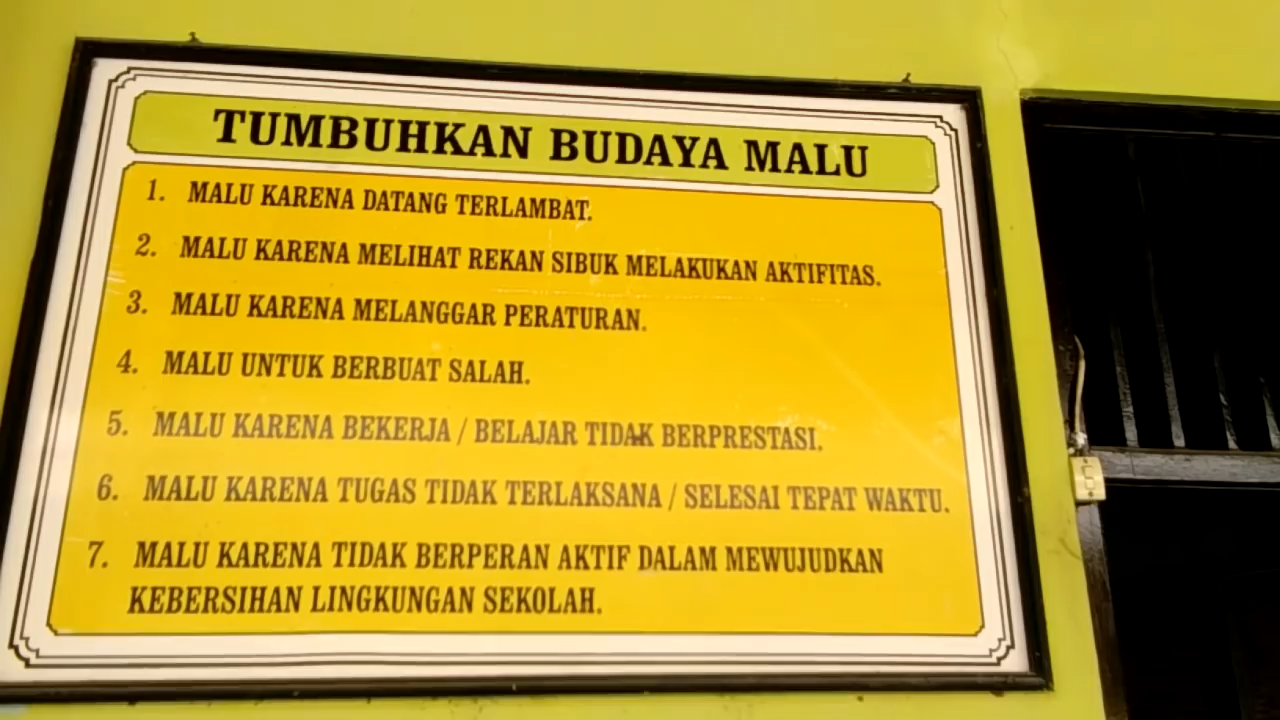 TUMBUHKAN BUDAYA MALU
1. MALU KARENA DATANG TERLAMBAT.
2. MALU KARENA MELIHAT REKAN SIBUK MELAKUKAN AKTIFITAS.
3. MALU KARENA MELANGGAR PERATURAN.
4. MALU UNTUK BERBUAT SALAH.
5. MALU KARENA BEKERJA / BELAJAR TIDAK BERPRESTASI.
6. MALU KARENA TUGAS TIDAK TERLAKSANA / SELESAI TEPAT WAKTU.
7. MALU KARENA TIDAK BERPERAN AKTIF DALAM MEWUJUDKAN
KEBERSIHAN LINGKUNGAN SEKOLAH.